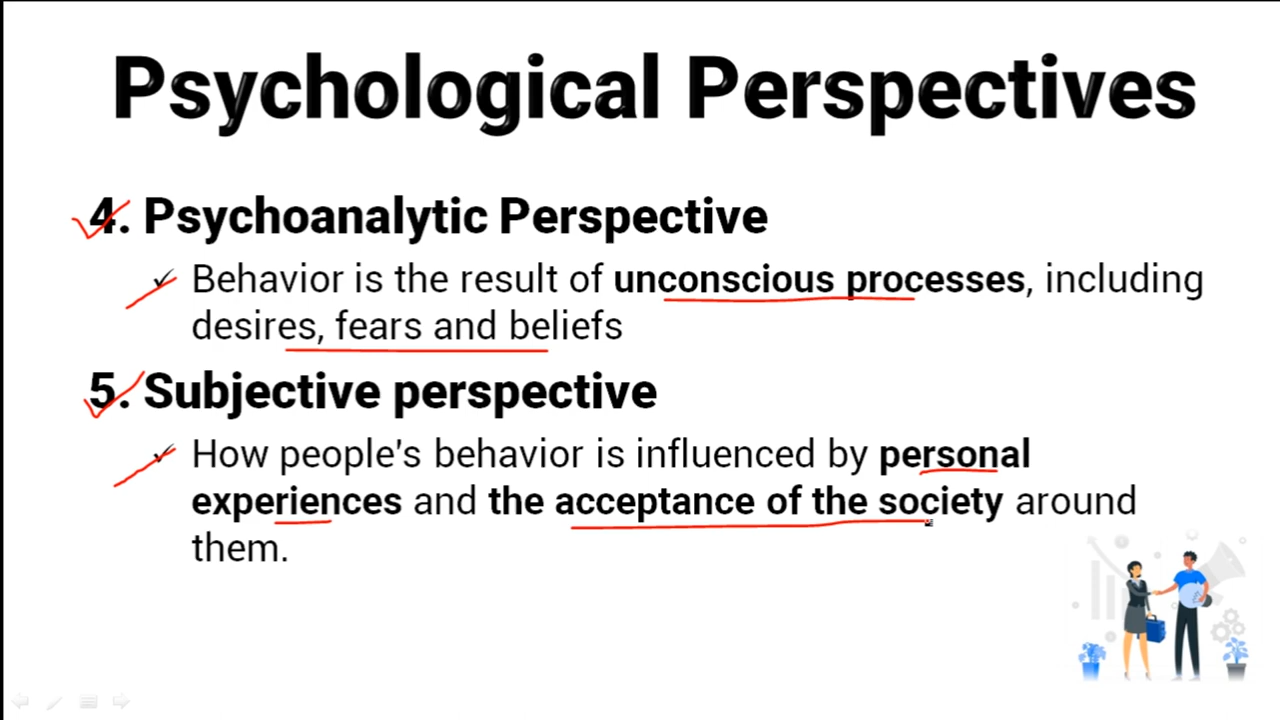 Psychological Perspectives
4. Psychoanalytic Perspective
Behavior is the result of unconscious processes, including
desires, fears and beliefs
5. Subjective perspective
How people's behavior is influenced by personal
experiences and the acceptance of the society around
them.